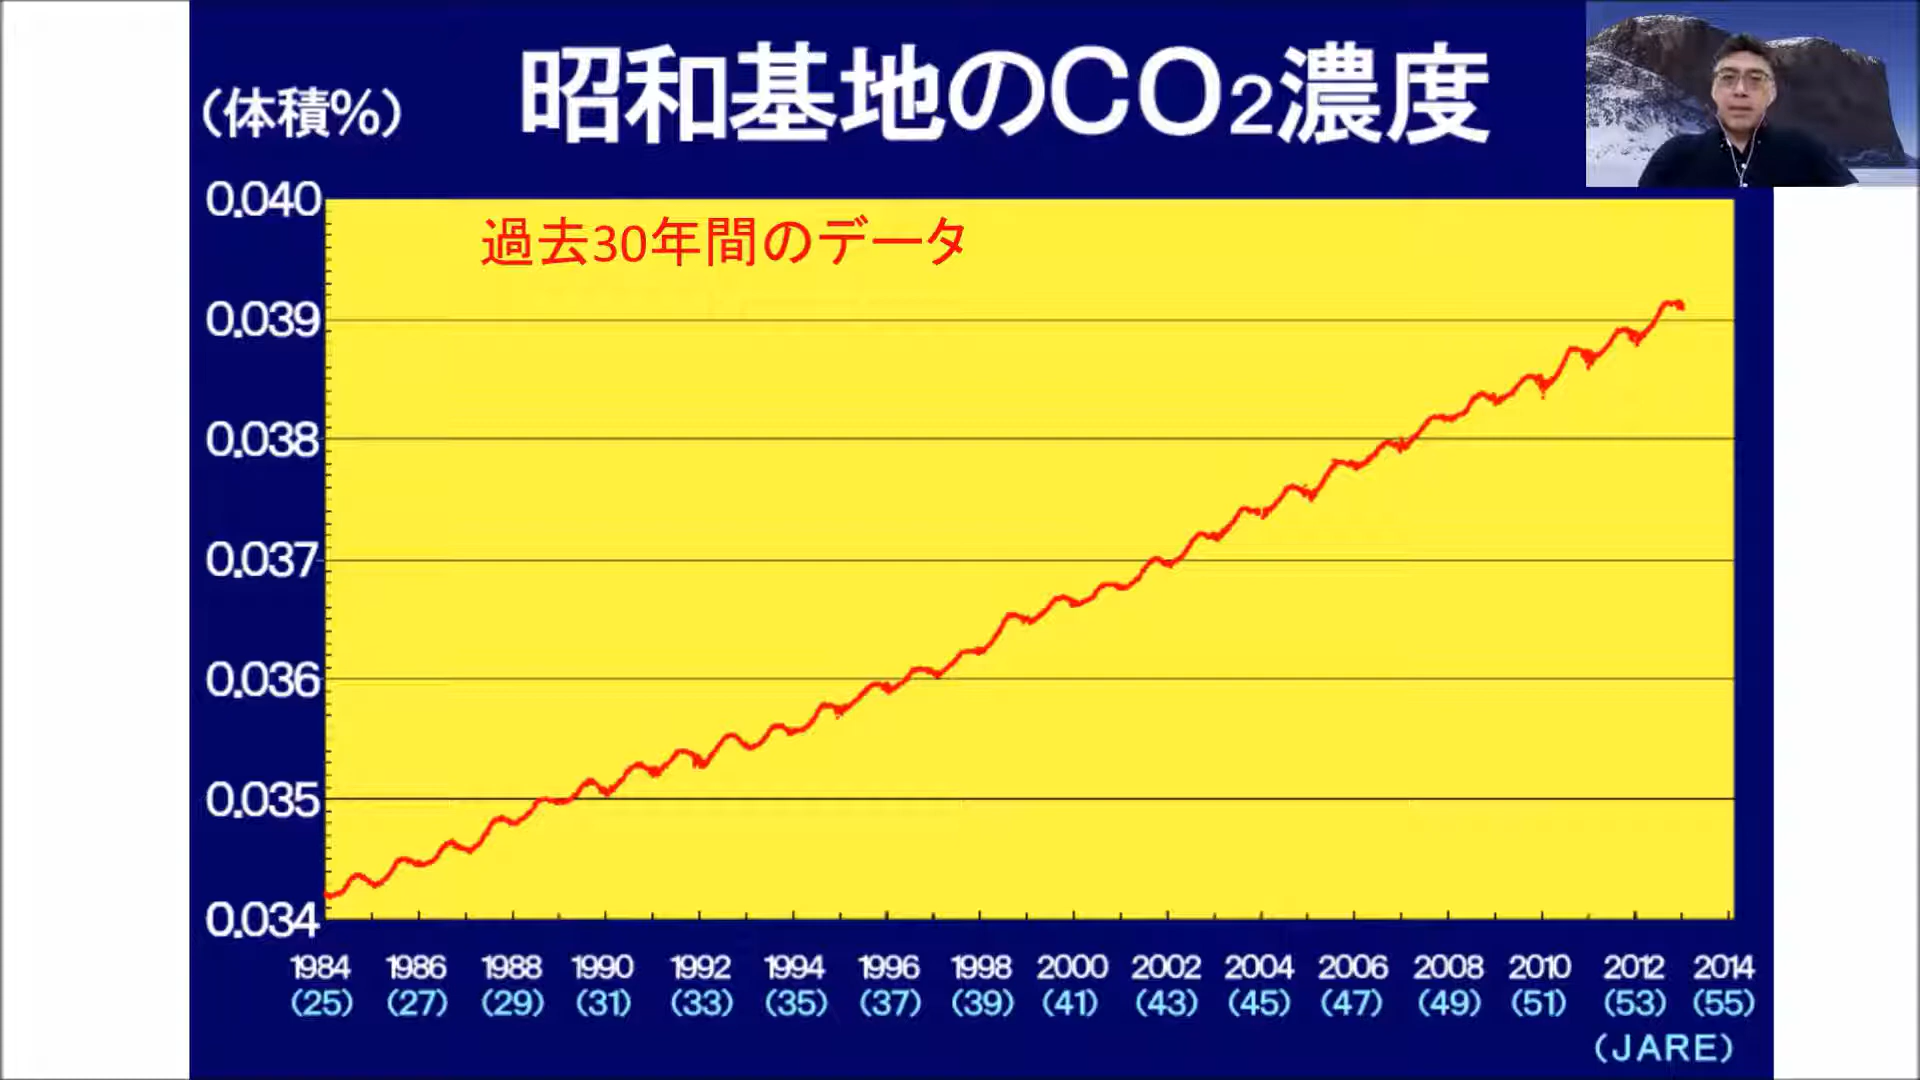 昭和基地のCO2濃度
(体積%)
過去30年間のデータ
0.040
0.039
0.038
0.037
0.036
0.035
0.034
1984 1986 1988 1990 1992 1994 1996 1998 2000 2002 2004 2006 2008 2010 2012 2014
(25) (27) (29) (31) (33) (35) (37) (39) (41) (43) (45) (47) (49) (51) (53) (55)
(JARE)